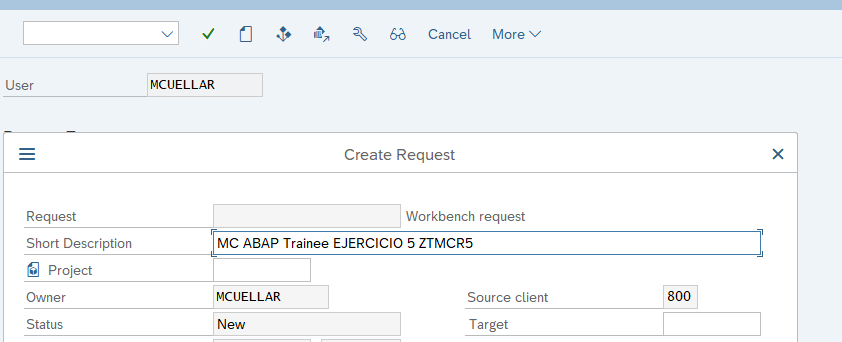 Cancel More
User MCUELLAR
Create Request
Request Workbench request
Short Description MC ABAP Trainee EJERCICIO 5 ZTMCR5
Project
Owner MCUELLAR Source client 800
Status New Target